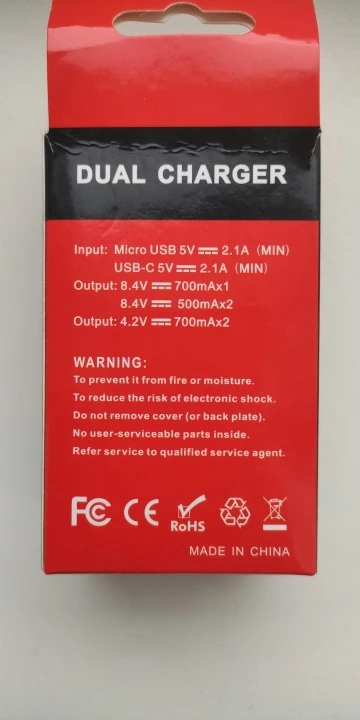 DUAL CHARGER
Input: Micro USB 5V ⎓ 2.1A (MIN)
USB-C 5V ⎓ 2.1A (MIN)
Output: 8.4V ⎓ 700mAx1
8.4V ⎓ 500mAx2
Output: 4.2V ⎓ 700mAx2
WARNING:
To prevent it from fire or moisture.
To reduce the risk of electronic shock.
Do not remove cover (or back plate).
No user-serviceable parts inside.
Refer service to qualified service agent.
FC CE RoHS
MADE IN CHINA